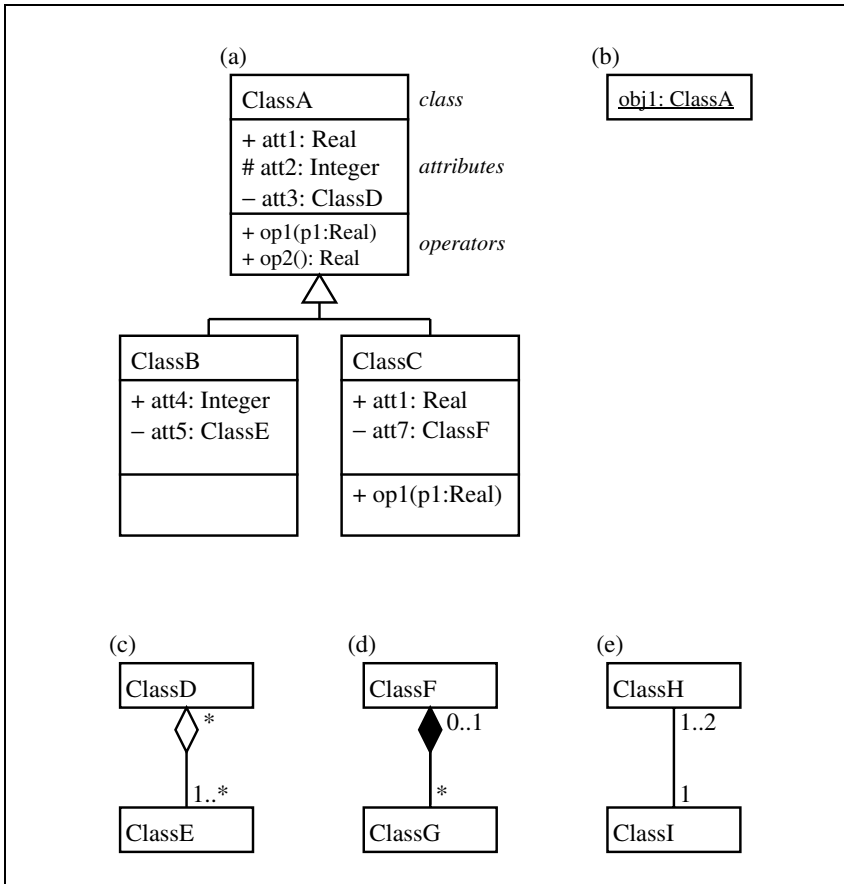 (a)
ClassA
class
+ att1: Real
# att2: Integer
attributes
− att3: ClassD
+ op1(p1:Real)
operators
+ op2(): Real
(b)
obj1: ClassA
ClassB
+ att4: Integer
− att5: ClassE
ClassC
+ att1: Real
− att7: ClassF
+ op1(p1:Real)
(c)
ClassD
*
1..*
ClassE
(d)
ClassF
0..1
*
ClassG
(e)
ClassH
1..2
1
ClassI